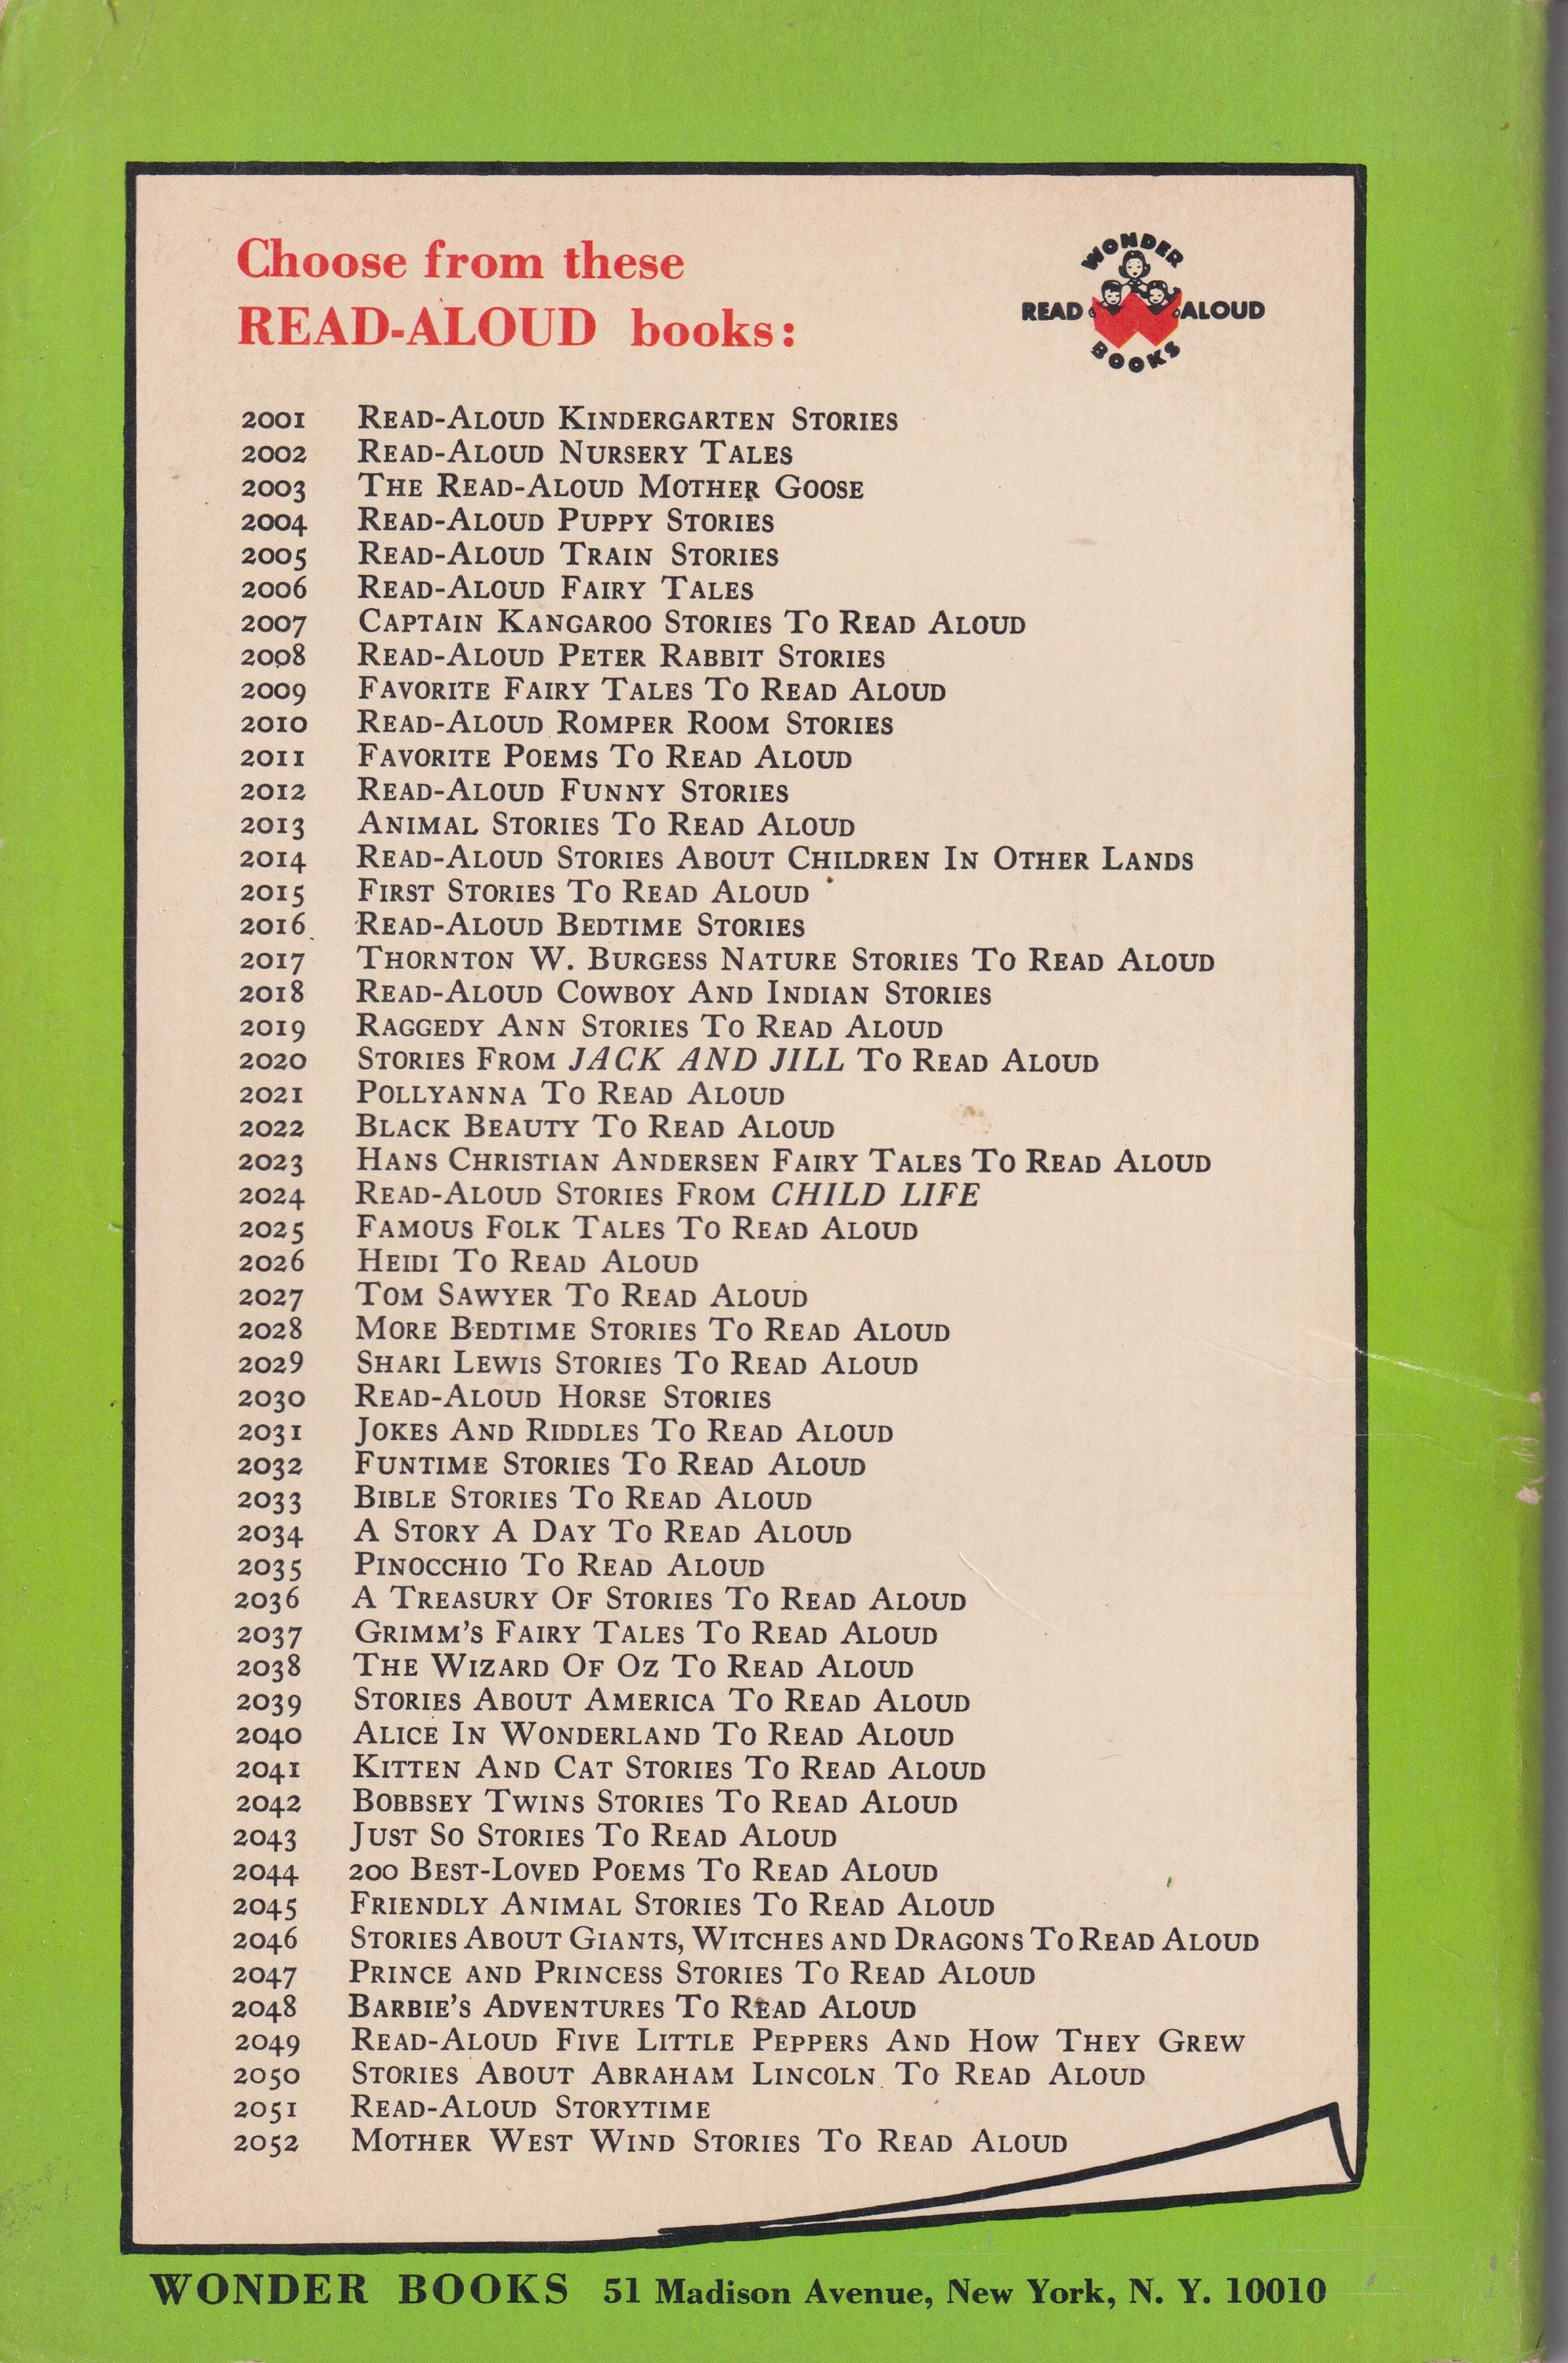 Choose from these
READ-ALOUD books:
WONDER
READ ALOUD
BOOKS
2001 READ-ALOUD KINDERGARTEN STORIES
2002 READ-ALOUD NURSERY TALES
2003 THE READ-ALOUD MOTHER GOOSE
2004 READ-ALOUD PUPPY STORIES
2005 READ-ALOUD TRAIN STORIES
2006 READ-ALOUD FAIRY TALES
2007 CAPTAIN KANGAROO STORIES TO READ ALOUD
2008 READ-ALOUD PETER RABBIT STORIES
2009 FAVORITE FAIRY TALES TO READ ALOUD
2010 READ-ALOUD ROMPER ROOM STORIES
2011 FAVORITE POEMS TO READ ALOUD
2012 READ-ALOUD FUNNY STORIES
2013 ANIMAL STORIES TO READ ALOUD
2014 READ-ALOUD STORIES ABOUT CHILDREN IN OTHER LANDS
2015 FIRST STORIES TO READ ALOUD
2016 READ-ALOUD BEDTIME STORIES
2017 THORNTON W. BURGESS NATURE STORIES TO READ ALOUD
2018 READ-ALOUD COWBOY AND INDIAN STORIES
2019 RAGGEDY ANN STORIES TO READ ALOUD
2020 STORIES FROM JACK AND JILL TO READ ALOUD
2021 POLLYANNA TO READ ALOUD
2022 BLACK BEAUTY TO READ ALOUD
2023 HANS CHRISTIAN ANDERSEN FAIRY TALES TO READ ALOUD
2024 READ-ALOUD STORIES FROM CHILD LIFE
2025 FAMOUS FOLK TALES TO READ ALOUD
2026 HEIDI TO READ ALOUD
2027 TOM SAWYER TO READ ALOUD
2028 MORE BEDTIME STORIES TO READ ALOUD
2029 SHARI LEWIS STORIES TO READ ALOUD
2030 READ-ALOUD HORSE STORIES
2031 JOKES AND RIDDLES TO READ ALOUD
2032 FUNTIME STORIES TO READ ALOUD
2033 BIBLE STORIES TO READ ALOUD
2034 A STORY A DAY TO READ ALOUD
2035 PINOCCHIO TO READ ALOUD
2036 A TREASURY OF STORIES TO READ ALOUD
2037 GRIMM'S FAIRY TALES TO READ ALOUD
2038 THE WIZARD OF OZ TO READ ALOUD
2039 STORIES ABOUT AMERICA TO READ ALOUD
2040 ALICE IN WONDERLAND TO READ ALOUD
2041 KITTEN AND CAT STORIES TO READ ALOUD
2042 BOBBSEY TWINS STORIES TO READ ALOUD
2043 JUST SO STORIES TO READ ALOUD
2044 200 BEST-LOVED POEMS TO READ ALOUD
2045 FRIENDLY ANIMAL STORIES TO READ ALOUD
2046 STORIES ABOUT GIANTS, WITCHES AND DRAGONS TO READ ALOUD
2047 PRINCE AND PRINCESS STORIES TO READ ALOUD
2048 BARBIE'S ADVENTURES TO READ ALOUD
2049 READ-ALOUD FIVE LITTLE PEPPERS AND HOW THEY GREW
2050 STORIES ABOUT ABRAHAM LINCOLN TO READ ALOUD
2051 READ-ALOUD STORYTIME
2052 MOTHER WEST WIND STORIES TO READ ALOUD
WONDER BOOKS 51 Madison Avenue, New York, N. Y. 10010